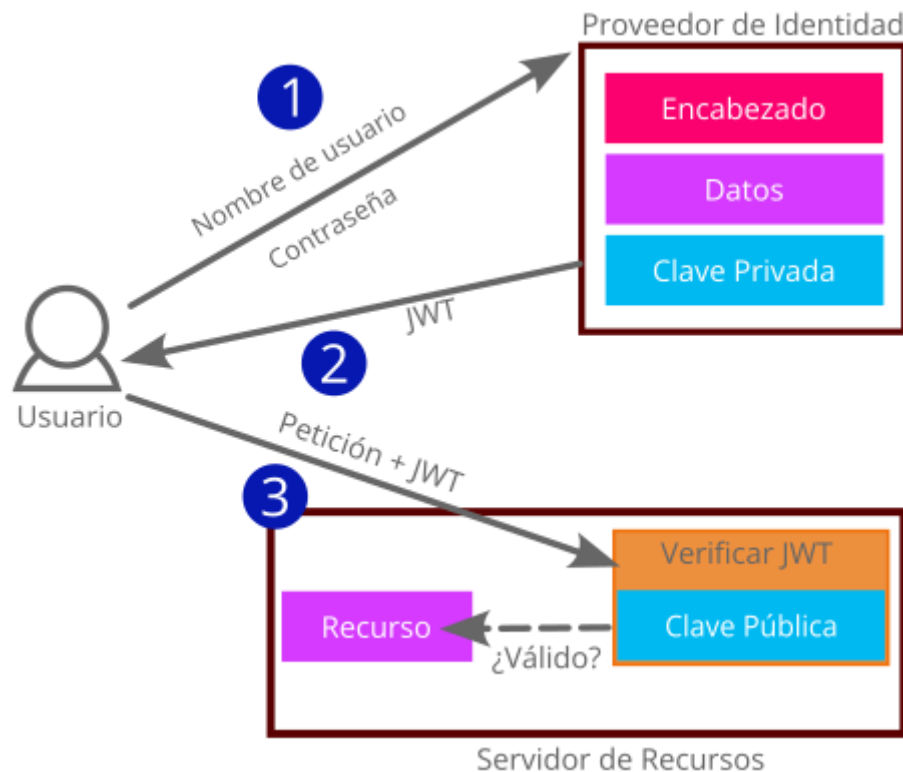 Proveedor de Identidad
1
Encabezado
Nombre de usuario
Contraseña
Datos
Clave Privada
JWT
2
Usuario
Petición + JWT
3
Verificar JWT
Recurso
Clave Pública
¿Válido?
Servidor de Recursos